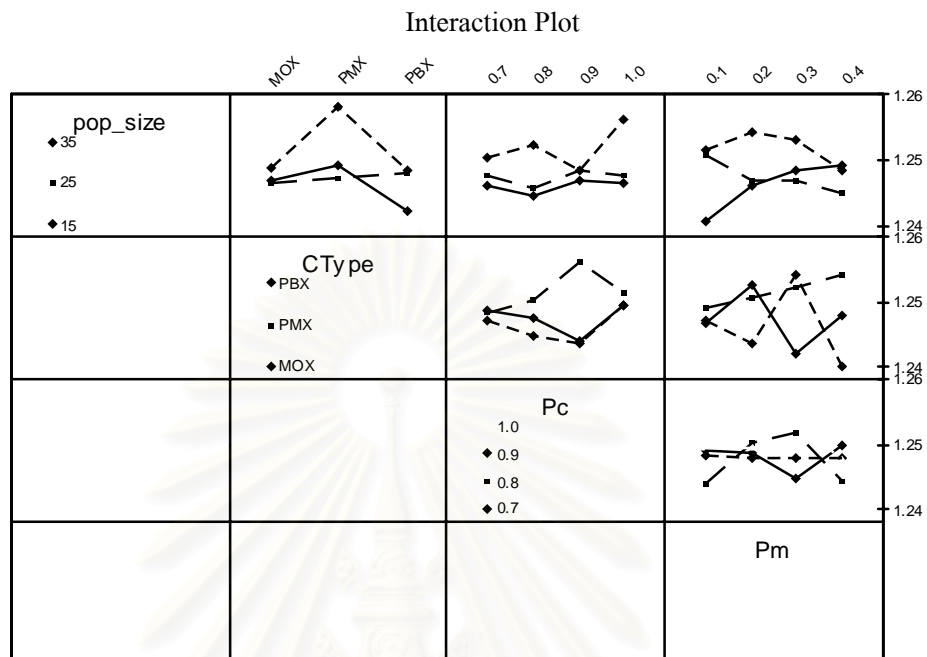 Interaction Plot
MOX PMX PBX 0.7 0.8 0.9 1.0 0.1 0.2 0.3 0.4
1.26
pop_size
35
1.25
25
15
1.24
1.26
CType
PBX
1.25
PMX
MOX
1.24
1.26
Pc
1.0
1.25
0.9
0.8
0.7
1.24
Pm